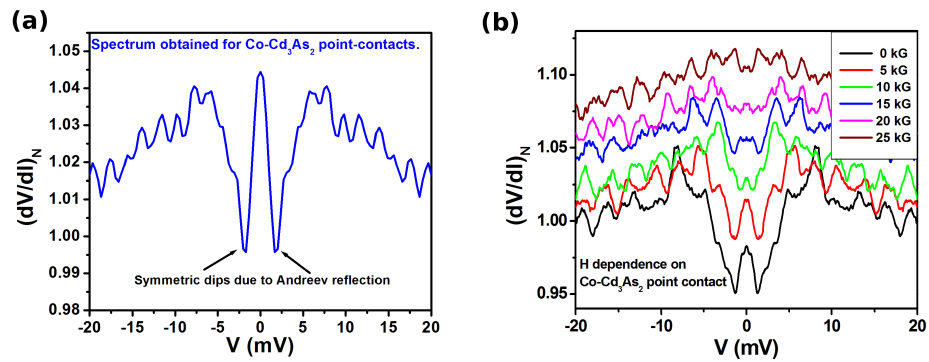 (a)
Spectrum obtained for Co-Cd3As2 point-contacts.
1.05
1.04
1.03
1.02
1.01
1.00
0.99
0.98
(dV/dI)N
Symmetric dips due to Andreev reflection
-20 -15 -10 -5 0 5 10 15 20
V (mV)
(b)
0 kG
5 kG
10 kG
15 kG
20 kG
25 kG
1.10
1.05
1.00
0.95
(dV/dI)N
H dependence on
Co-Cd3As2 point contact
-20 -10 0 10 20
V (mV)